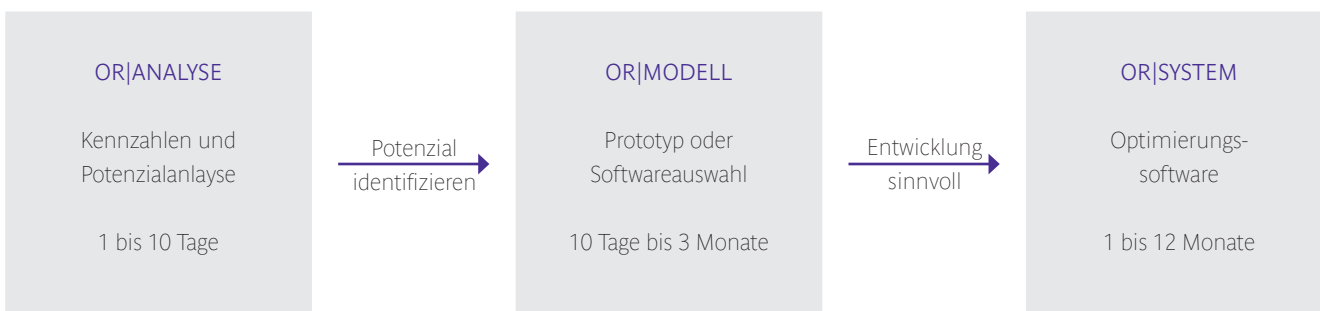 OR|ANALYSE
Kennzahlen und
Potenzialanlayse
1 bis 10 Tage
Potenzial
identifizieren
OR|MODELL
Prototyp oder
Softwareauswahl
10 Tage bis 3 Monate
Entwicklung
sinnvoll
OR|SYSTEM
Optimierungs-
software
1 bis 12 Monate